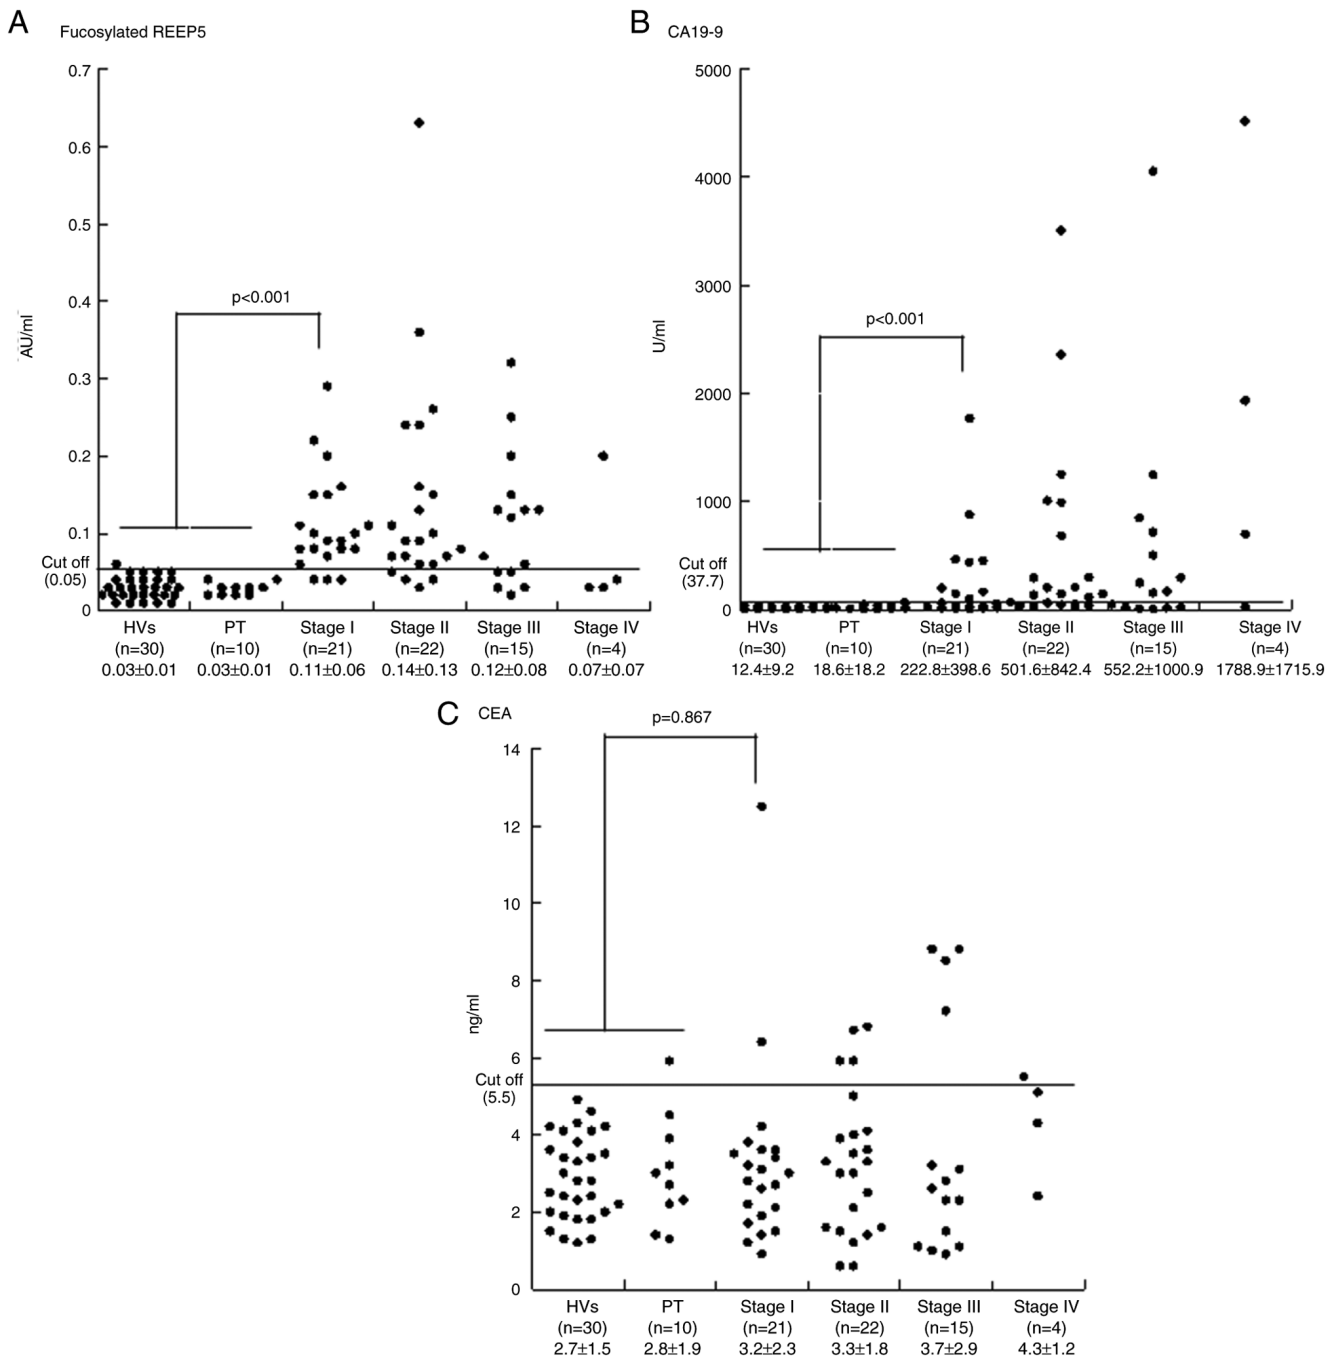 A
Fucosylated REEP5
0.7
0.6
0.5
0.4
0.3
0.2
0.1
0
AU/ml
p<0.001
Cut off
(0.05)
HVs PT Stage I Stage II Stage III Stage IV
(n=30) (n=10) (n=21) (n=22) (n=15) (n=4)
0.03±0.01 0.03±0.01 0.11±0.06 0.14±0.13 0.12±0.08 0.07±0.07
B
CA19-9
5000
4000
3000
2000
1000
0
U/ml
p<0.001
Cut off
(37.7)
HVs PT Stage I Stage II Stage III Stage IV
(n=30) (n=10) (n=21) (n=22) (n=15) (n=4)
12.4±9.2 18.6±18.2 222.8±398.6 501.6±842.4 552.2±1000.9 1788.9±1715.9
C
CEA
p=0.867
14
12
10
8
6
4
2
0
ng/ml
Cut off
(5.5)
HVs PT Stage I Stage II Stage III Stage IV
(n=30) (n=10) (n=21) (n=22) (n=15) (n=4)
2.7±1.5 2.8±1.9 3.2±2.3 3.3±1.8 3.7±2.9 4.3±1.2